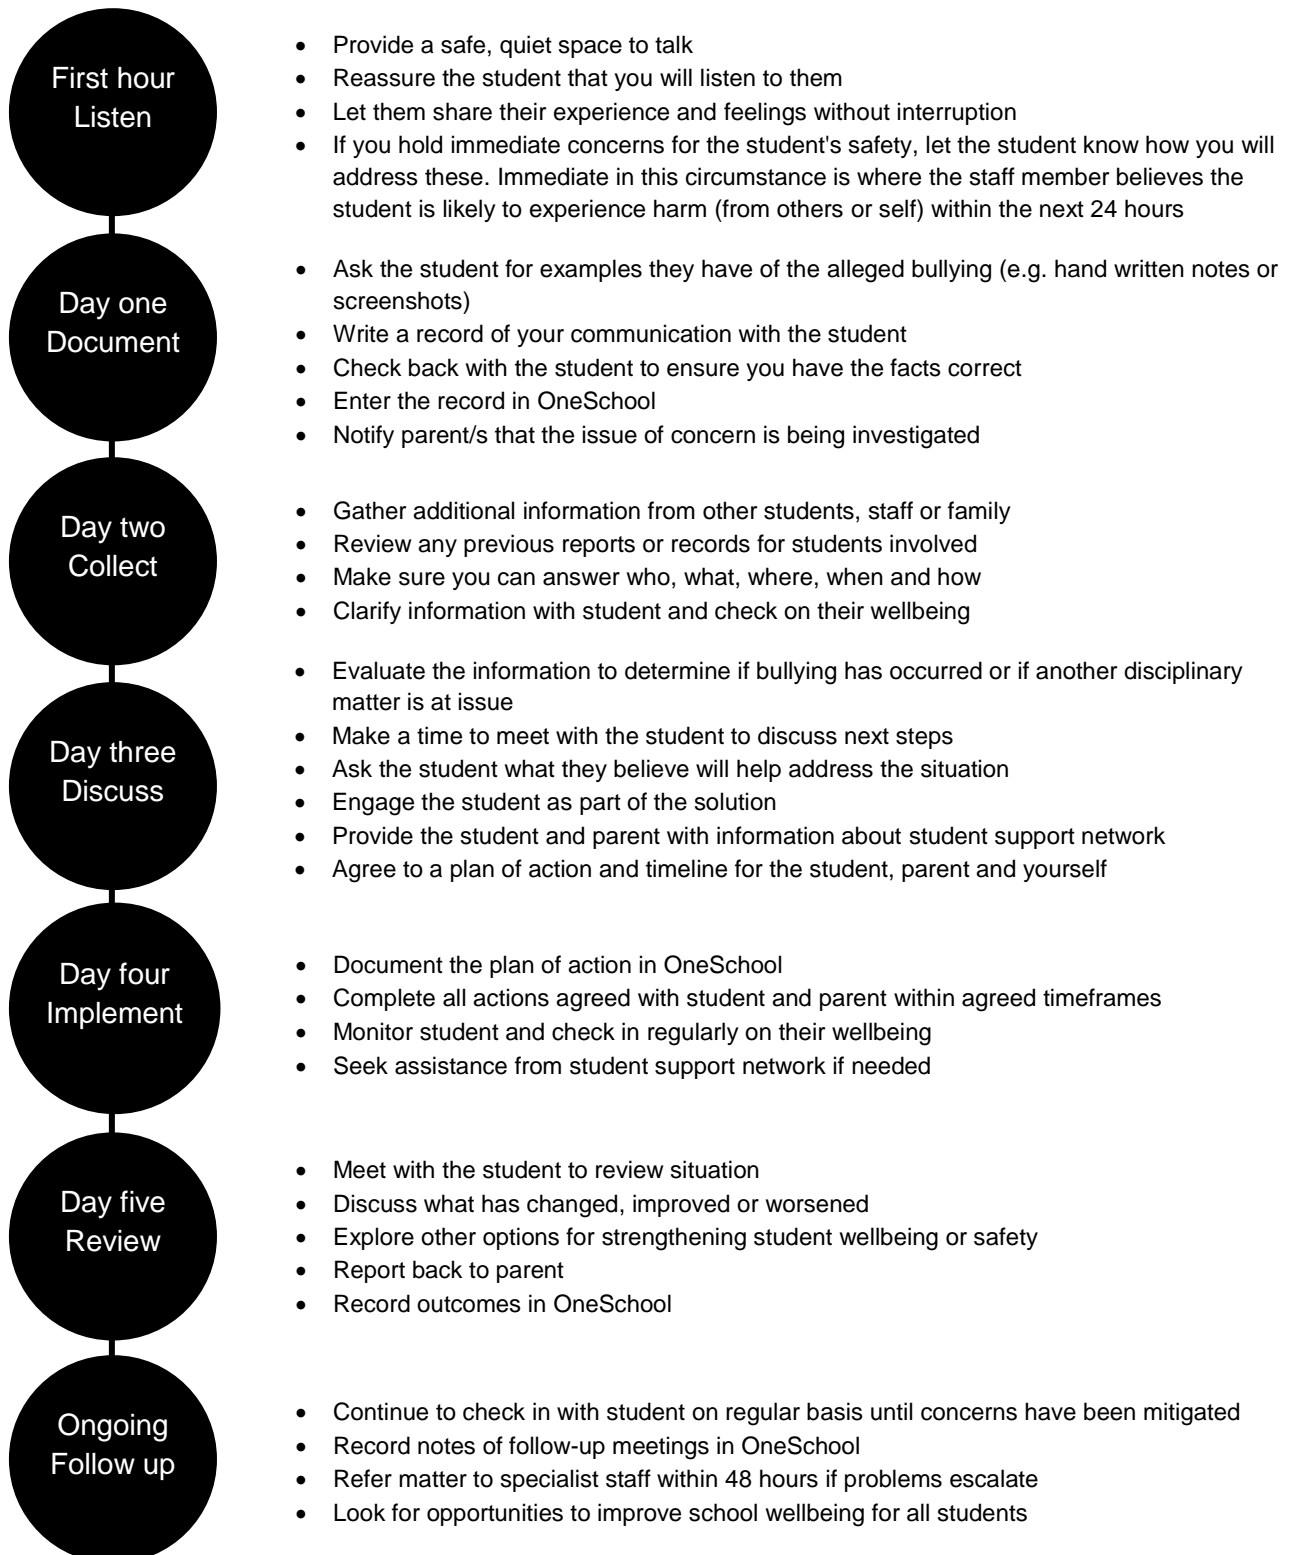 First hour
Listen
• Provide a safe, quiet space to talk
• Reassure the student that you will listen to them
• Let them share their experience and feelings without interruption
• If you hold immediate concerns for the student's safety, let the student know how you will
address these. Immediate in this circumstance is where the staff member believes the
student is likely to experience harm (from others or self) within the next 24 hours
Day one
Document
• Ask the student for examples they have of the alleged bullying (e.g. hand written notes or
screenshots)
• Write a record of your communication with the student
• Check back with the student to ensure you have the facts correct
• Enter the record in OneSchool
• Notify parent/s that the issue of concern is being investigated
Day two
Collect
• Gather additional information from other students, staff or family
• Review any previous reports or records for students involved
• Make sure you can answer who, what, where, when and how
• Clarify information with student and check on their wellbeing
Day three
Discuss
• Evaluate the information to determine if bullying has occurred or if another disciplinary
matter is at issue
• Make a time to meet with the student to discuss next steps
• Ask the student what they believe will help address the situation
• Engage the student as part of the solution
• Provide the student and parent with information about student support network
• Agree to a plan of action and timeline for the student, parent and yourself
Day four
Implement
• Document the plan of action in OneSchool
• Complete all actions agreed with student and parent within agreed timeframes
• Monitor student and check in regularly on their wellbeing
• Seek assistance from student support network if needed
Day five
Review
• Meet with the student to review situation
• Discuss what has changed, improved or worsened
• Explore other options for strengthening student wellbeing or safety
• Report back to parent
• Record outcomes in OneSchool
Ongoing
Follow up
• Continue to check in with student on regular basis until concerns have been mitigated
• Record notes of follow-up meetings in OneSchool
• Refer matter to specialist staff within 48 hours if problems escalate
• Look for opportunities to improve school wellbeing for all students